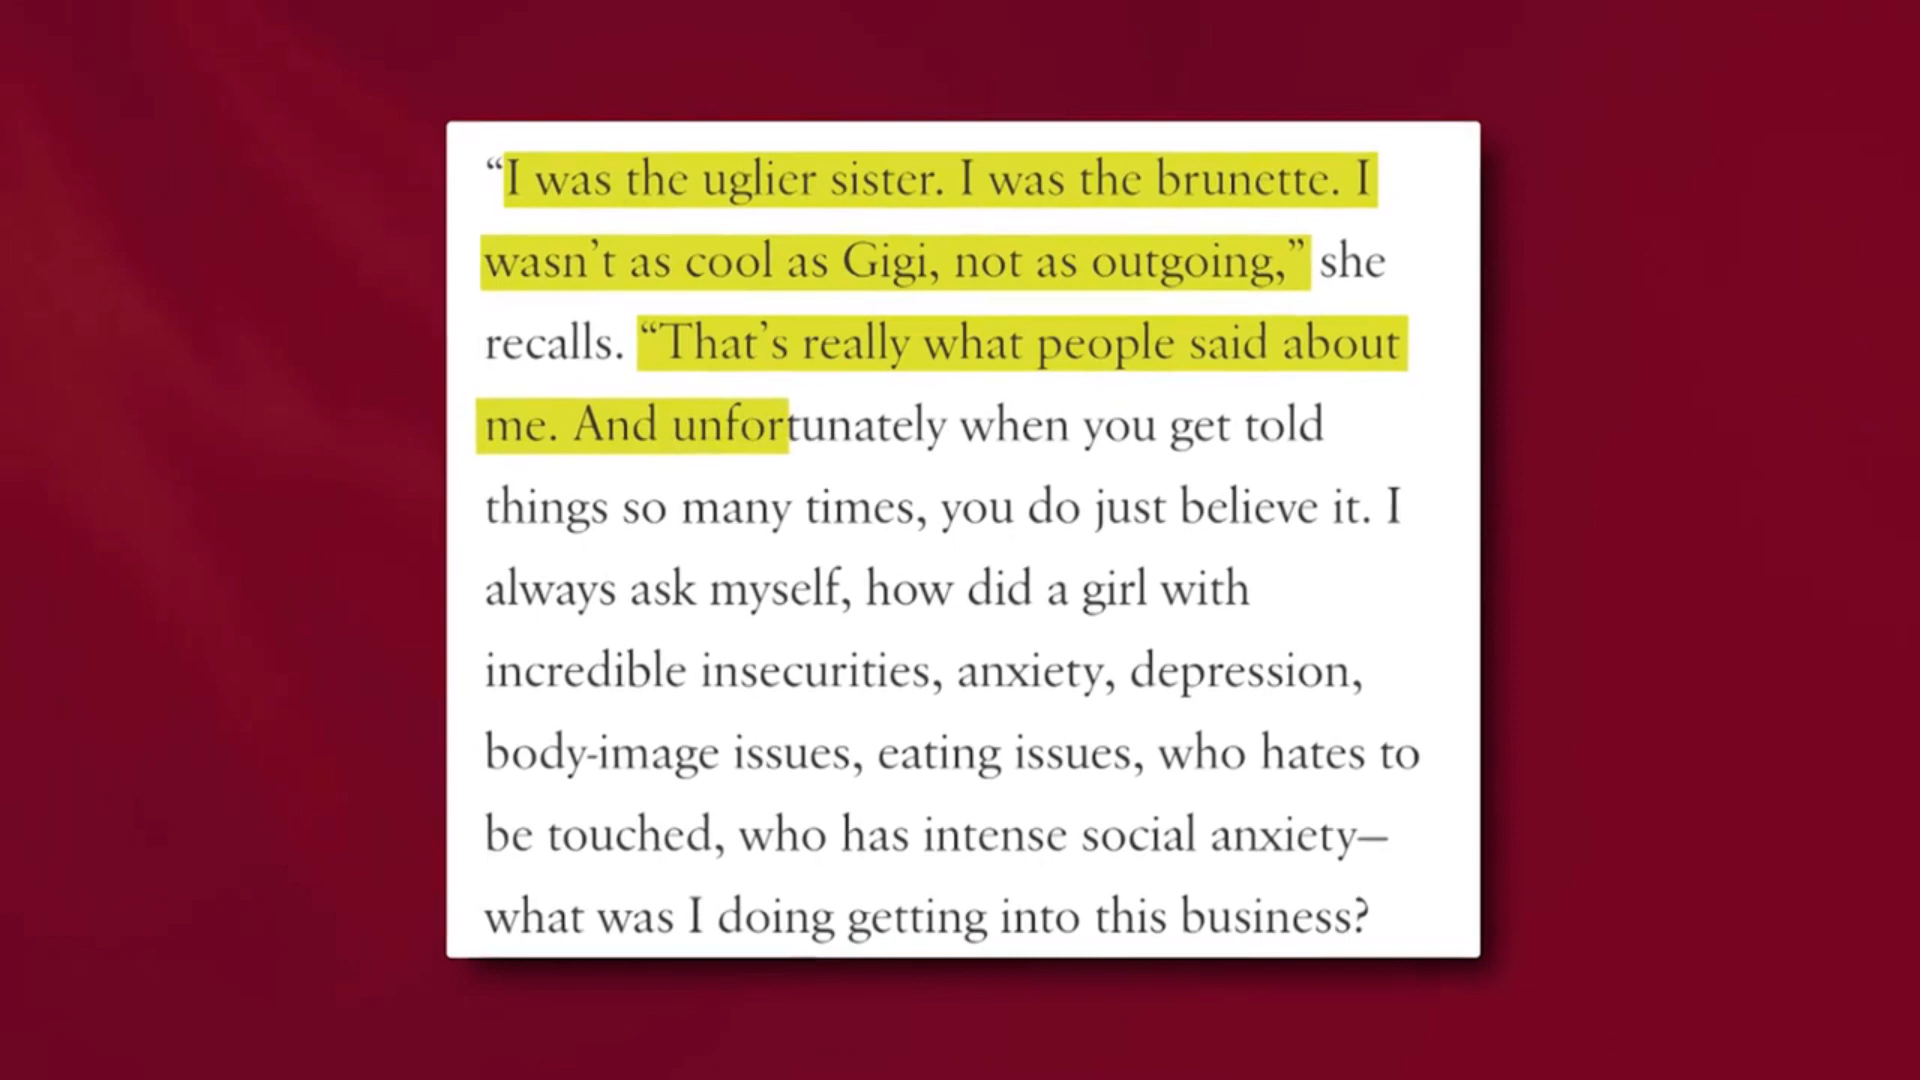 “I was the uglier sister. I was the brunette. I
wasn’t as cool as Gigi, not as outgoing,” she
recalls. “That’s really what people said about
me. And unfortunately when you get told
things so many times, you do just believe it. I
always ask myself, how did a girl with
incredible insecurities, anxiety, depression,
body-image issues, eating issues, who hates to
be touched, who has intense social anxiety—
what was I doing getting into this business?